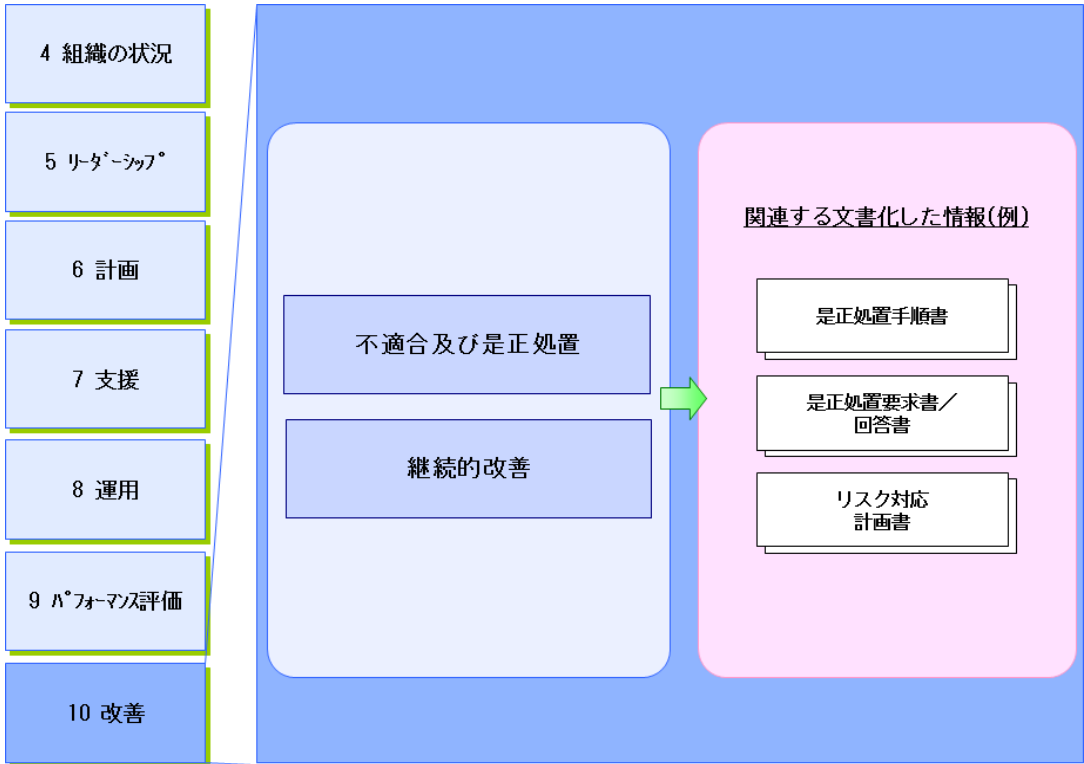 4 組織の状況
5 ﾘｰﾀﾞｰｼｯﾌﾟ
6 計画
7 支援
8 運用
9 ﾊﾟﾌｫｰﾏﾝｽ評価
10 改善
不適合及び是正処置
継続的改善
関連する文書化した情報(例)
是正処置手順書
是正処置要求書／
回答書
リスク対応
計画書